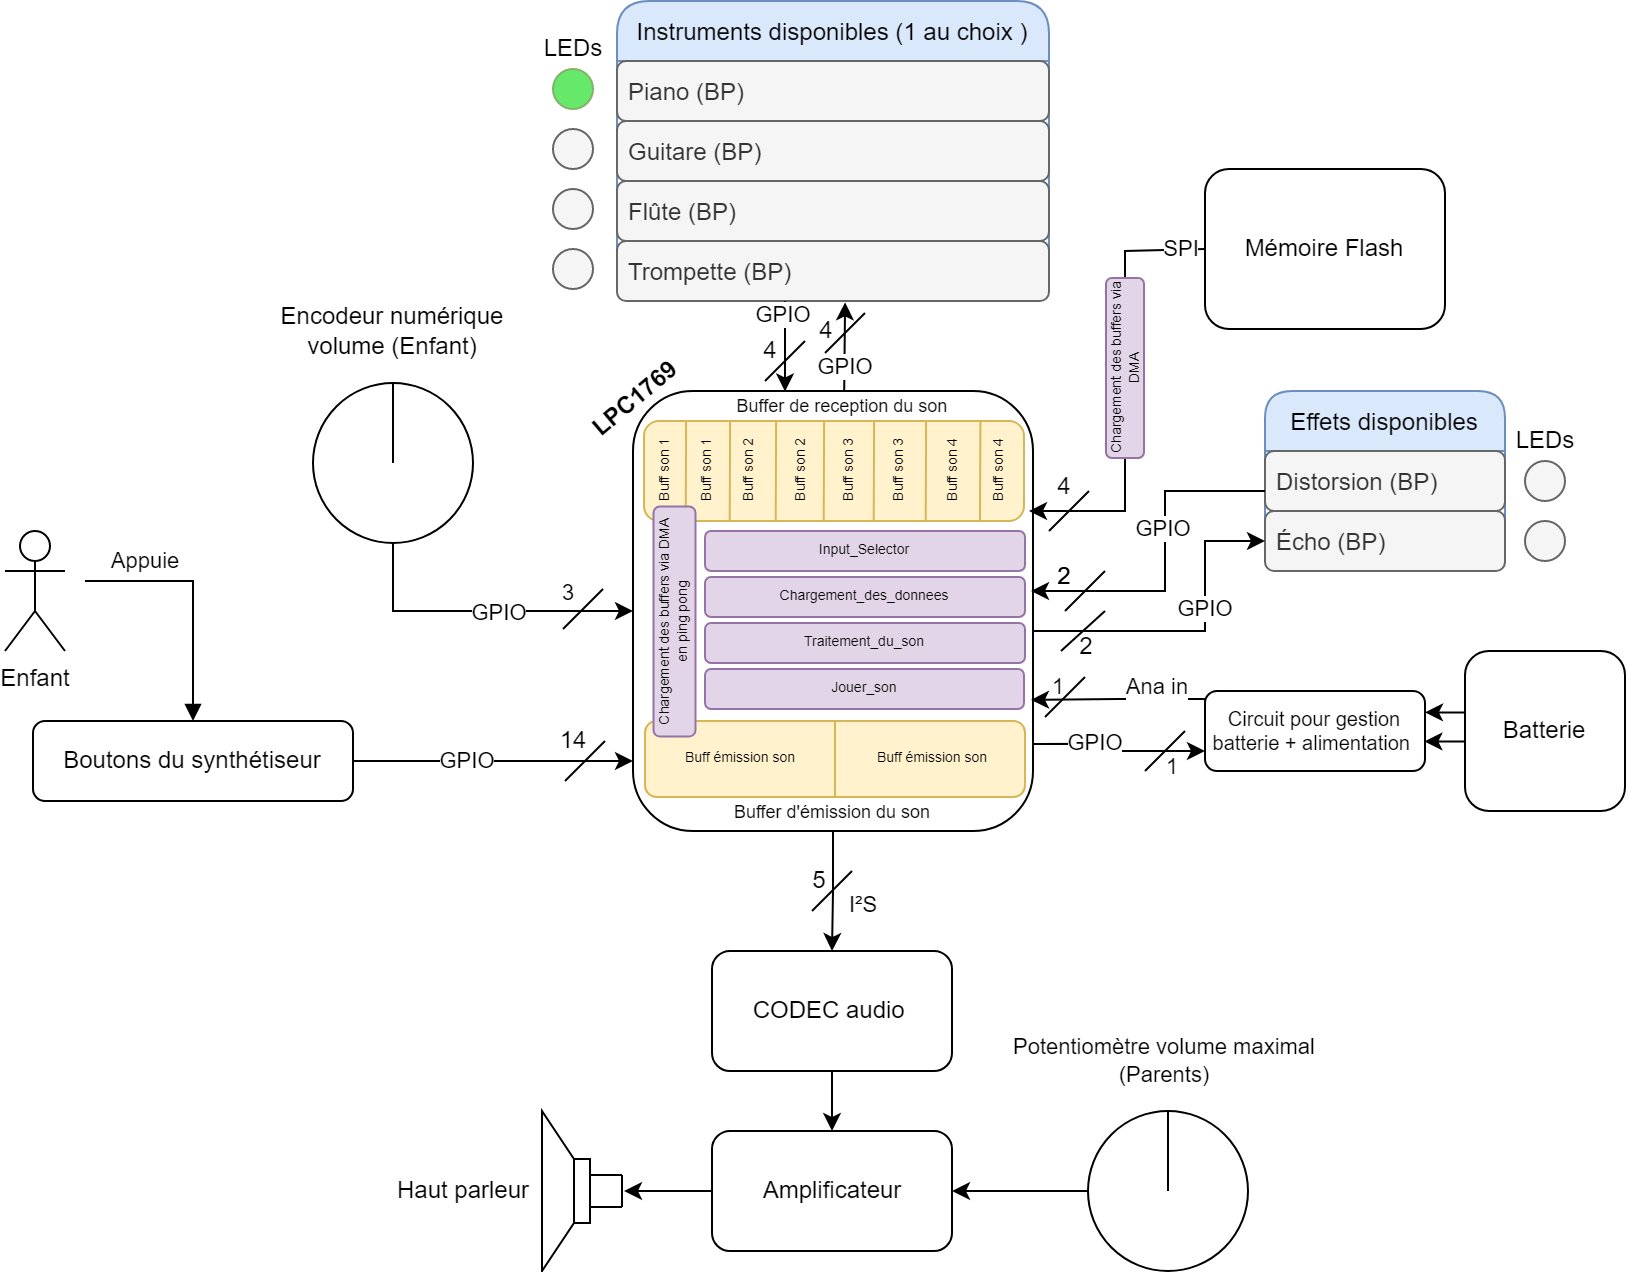 Instruments disponibles (1 au choix )
LEDs
Piano (BP)
Guitare (BP)
Flûte (BP)
Trompette (BP)
GPIO
4
4
GPIO
SPI
Mémoire Flash
Chargement des buffers via
DMA
Encodeur numérique
volume (Enfant)
LPC1769
Buffer de reception du son
Buff son 1
Buff son 1
Buff son 2
Buff son 2
Buff son 3
Buff son 3
Buff son 4
Buff son 4
4
Effets disponibles
LEDs
Distorsion (BP)
Écho (BP)
GPIO
2
GPIO
2
Chargement des buffers via DMA
en ping pong
Input_Selector
Chargement_des_donnees
Traitement_du_son
Jouer_son
Appuie
Enfant
3
GPIO
Boutons du synthétiseur
GPIO
14
1
Ana in
GPIO
1
Circuit pour gestion
batterie + alimentation
Batterie
Buff émission son
Buff émission son
Buffer d'émission du son
5
I²S
CODEC audio
Potentiomètre volume maximal
(Parents)
Haut parleur
Amplificateur